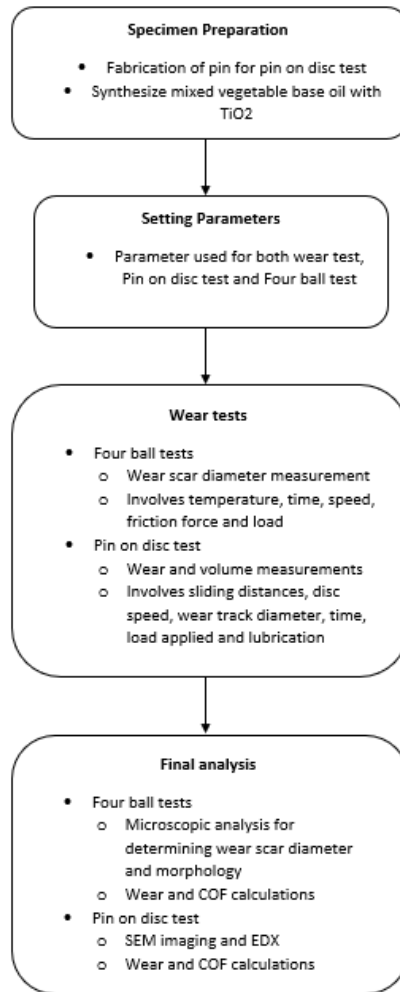 Specimen Preparation
• Fabrication of pin for pin on disc test
• Synthesize mixed vegetable base oil with
TiO2
Setting Parameters
• Parameter used for both wear test,
Pin on disc test and Four ball test
Wear tests
• Four ball tests
o Wear scar diameter measurement
o Involves temperature, time, speed,
friction force and load
• Pin on disc test
o Wear and volume measurements
o Involves sliding distances, disc
speed, wear track diameter, time,
load applied and lubrication
Final analysis
• Four ball tests
o Microscopic analysis for
determining wear scar diameter
and morphology
o Wear and COF calculations
• Pin on disc test
o SEM imaging and EDX
o Wear and COF calculations